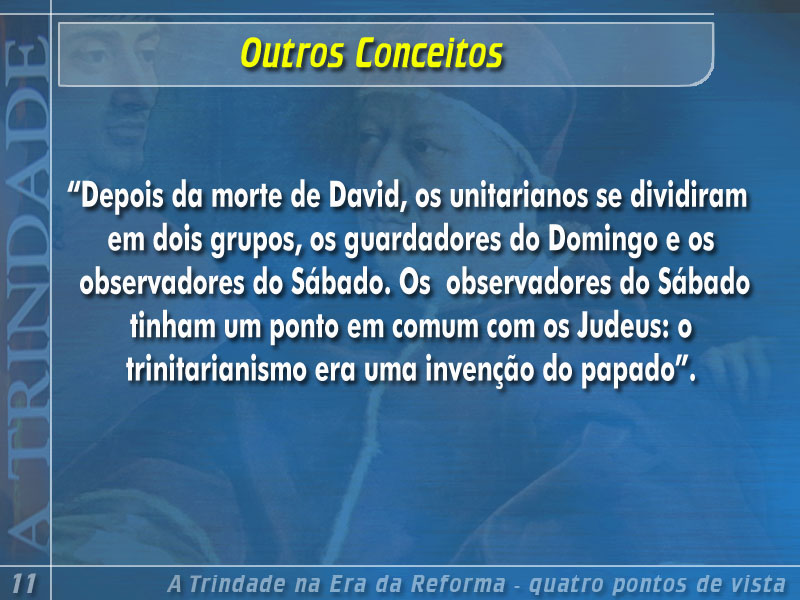 Outros Conceitos
“Depois da morte de David, os unitarianos se dividiram
em dois grupos, os guardadores do Domingo e os
observadores do Sábado. Os observadores do Sábado
tinham um ponto em comum com os Judeus: o
trinitarianismo era uma invenção do papado”.
A TRINDADE
11
A Trindade na Era da Reforma - quatro pontos de vista